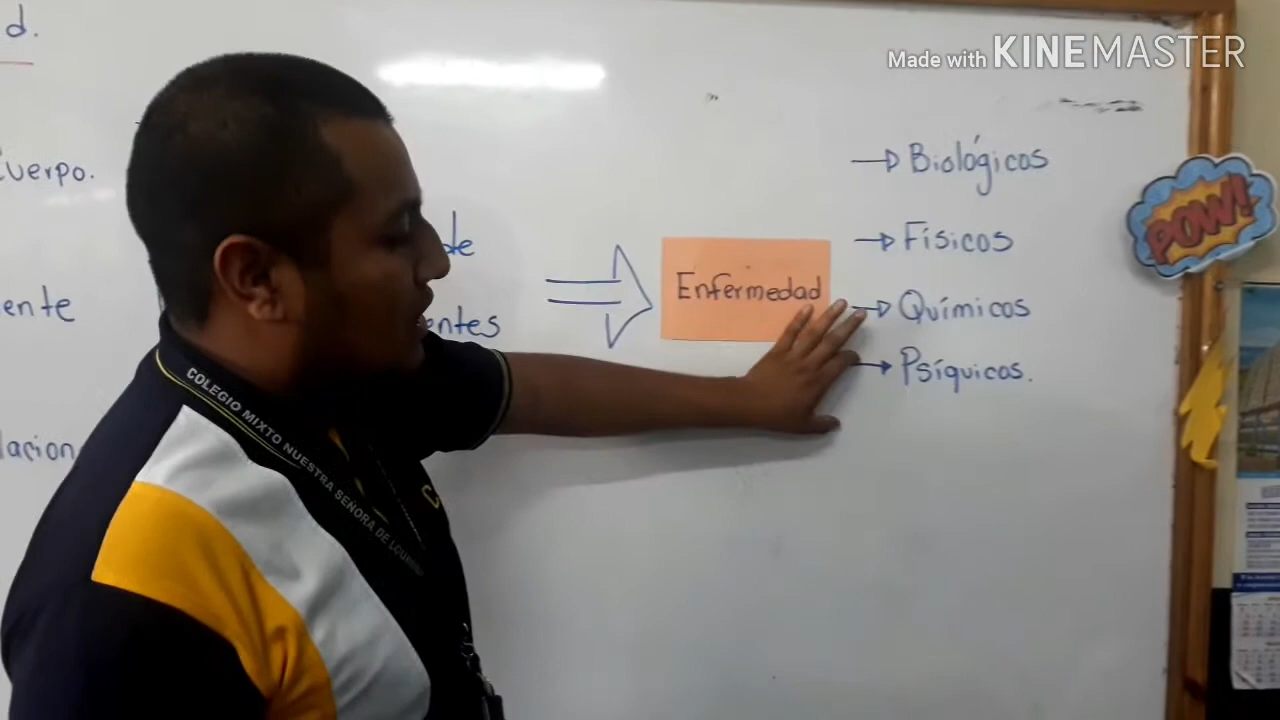 d.
Made with KINEMASTER
Cuerpo.
de
ente
entes
lacion
Enfermedad
Biológicos
Físicos
Químicos
Psíquicos.
POW!
COLEGIO MIXTO NUESTRA SEÑORA DE LOURDES